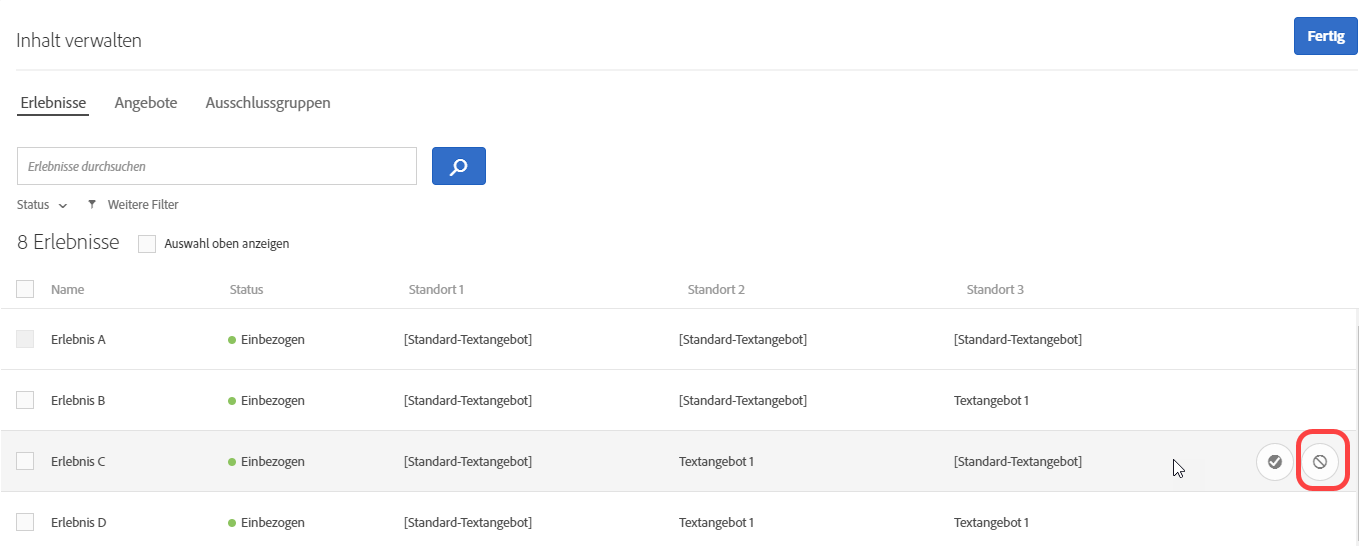 Inhalt verwalten
Fertig
Erlebnisse Angebote Ausschlussgruppen
Erlebnisse durchsuchen
Status Weitere Filter
8 Erlebnisse Auswahl oben anzeigen
Name Status Standort 1 Standort 2 Standort 3
Erlebnis A Einbezogen [Standard-Textangebot] [Standard-Textangebot] [Standard-Textangebot]
Erlebnis B Einbezogen [Standard-Textangebot] [Standard-Textangebot] Textangebot 1
Erlebnis C Einbezogen [Standard-Textangebot] Textangebot 1 [Standard-Textangebot]
Erlebnis D Einbezogen [Standard-Textangebot] Textangebot 1 Textangebot 1